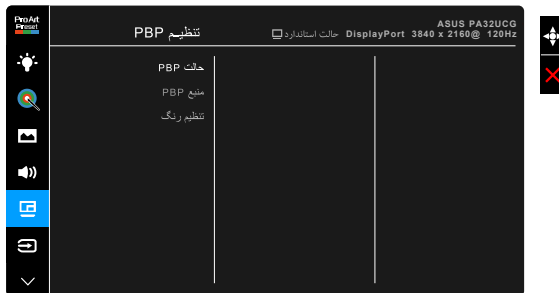 ProArt
Preset
تنظیم PBP
ASUS PA32UCG
حالت استاندارد DisplayPort 3840 x 2160@ 120Hz
حالت PBP
منبع PBP
تنظیم رنگ